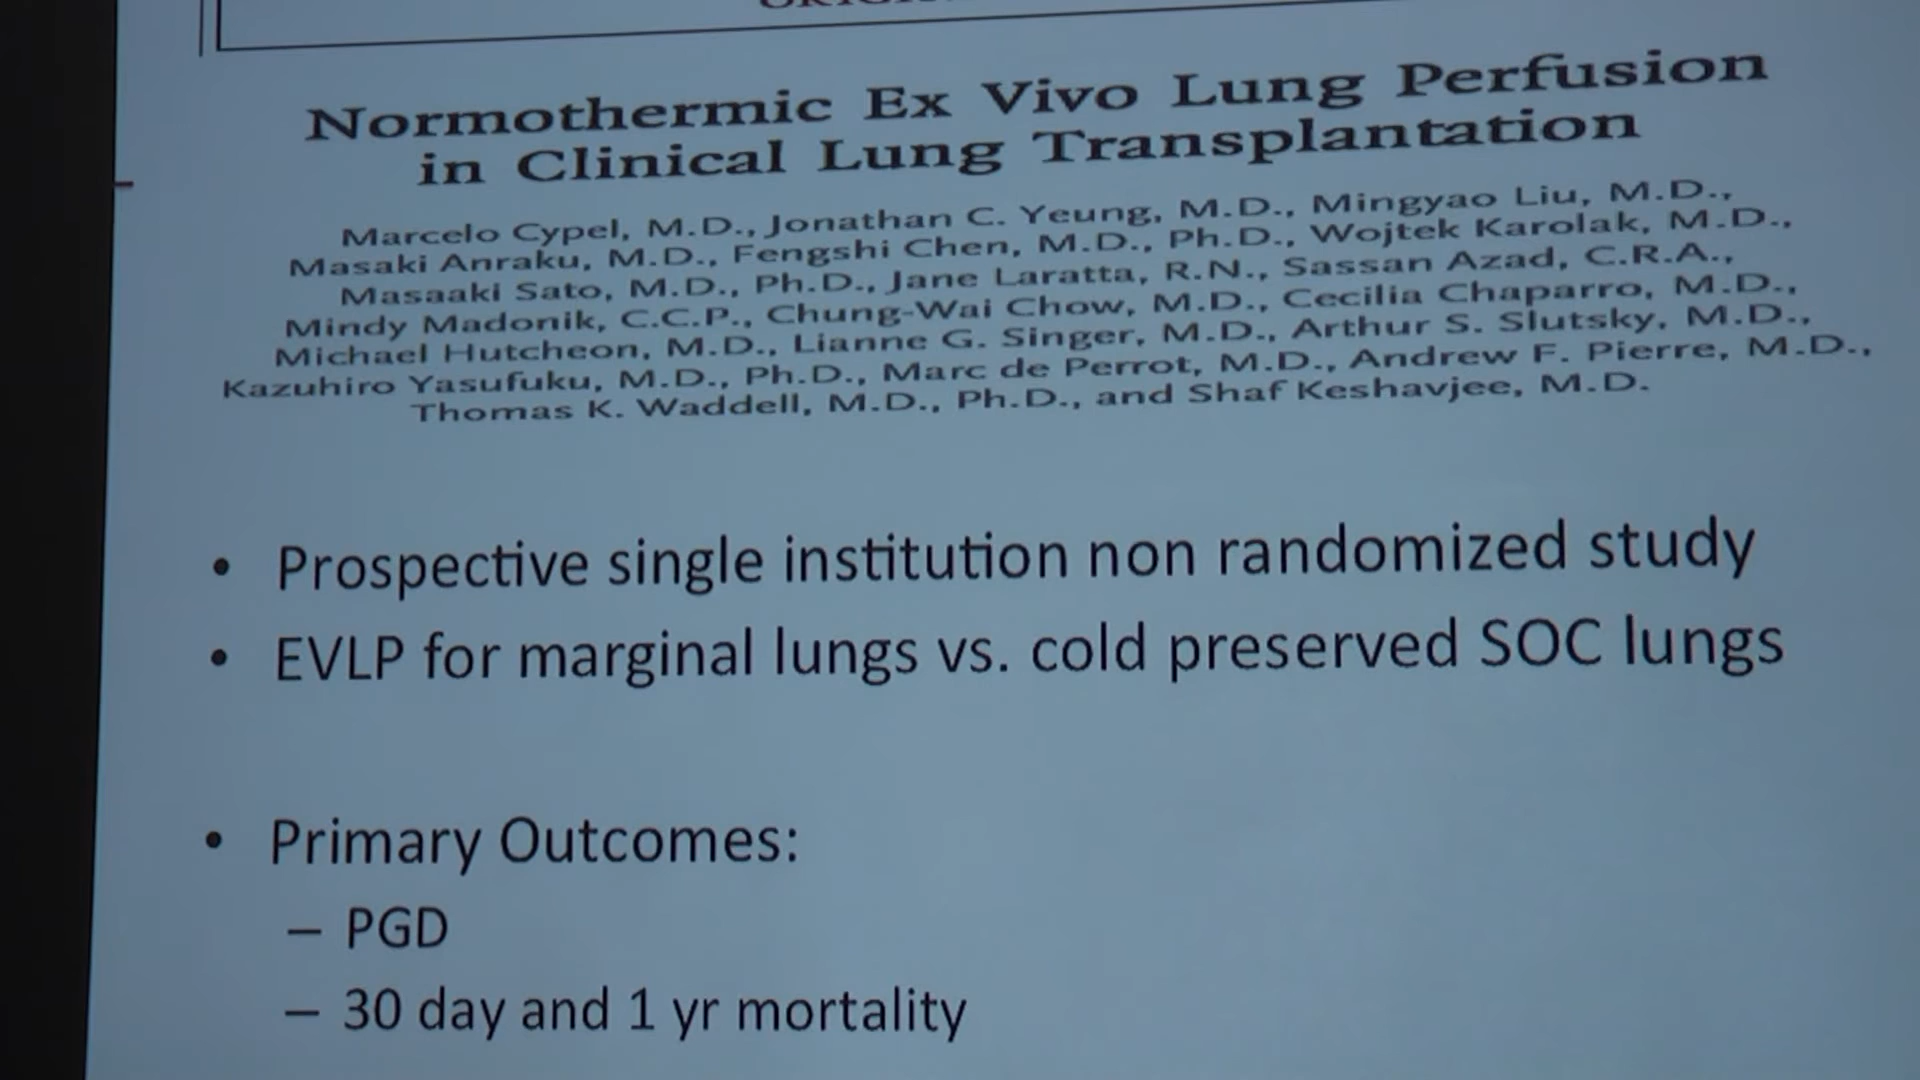 Normothermic Ex Vivo Lung Perfusion
in Clinical Lung Transplantation
Marcelo Cypel, M.D., Jonathan C. Yeung, M.D., Mingyao Liu, M.D.,
Masaki Anraku, M.D., Fengshi Chen, M.D., Ph.D., Wojtek Karolak, M.D.,
Masaaki Sato, M.D., Ph.D., Jane Laratta, R.N., Sassan Azad, C.R.A.,
Mindy Madonik, C.C.P., Chung-Wai Chow, M.D., Cecilia Chaparro, M.D.,
Michael Hutcheon, M.D., Lianne G. Singer, M.D., Arthur S. Slutsky, M.D.,
Kazuhiro Yasufuku, M.D., Ph.D., Marc de Perrot, M.D., Andrew F. Pierre, M.D.,
Thomas K. Waddell, M.D., Ph.D., and Shaf Keshavjee, M.D.
• Prospective single institution non randomized study
• EVLP for marginal lungs vs. cold preserved SOC lungs
• Primary Outcomes:
– PGD
– 30 day and 1 yr mortality